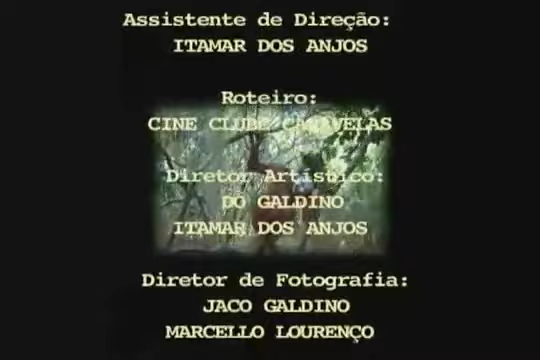 Assistente de Direção:
ITAMAR DOS ANJOS
Roteiro:
CINE CLUBE CARAVELAS
Diretor Artístico:
DO GALDINO
ITAMAR DOS ANJOS
Diretor de Fotografia:
JACO GALDINO
MARCELLO LOURENÇO